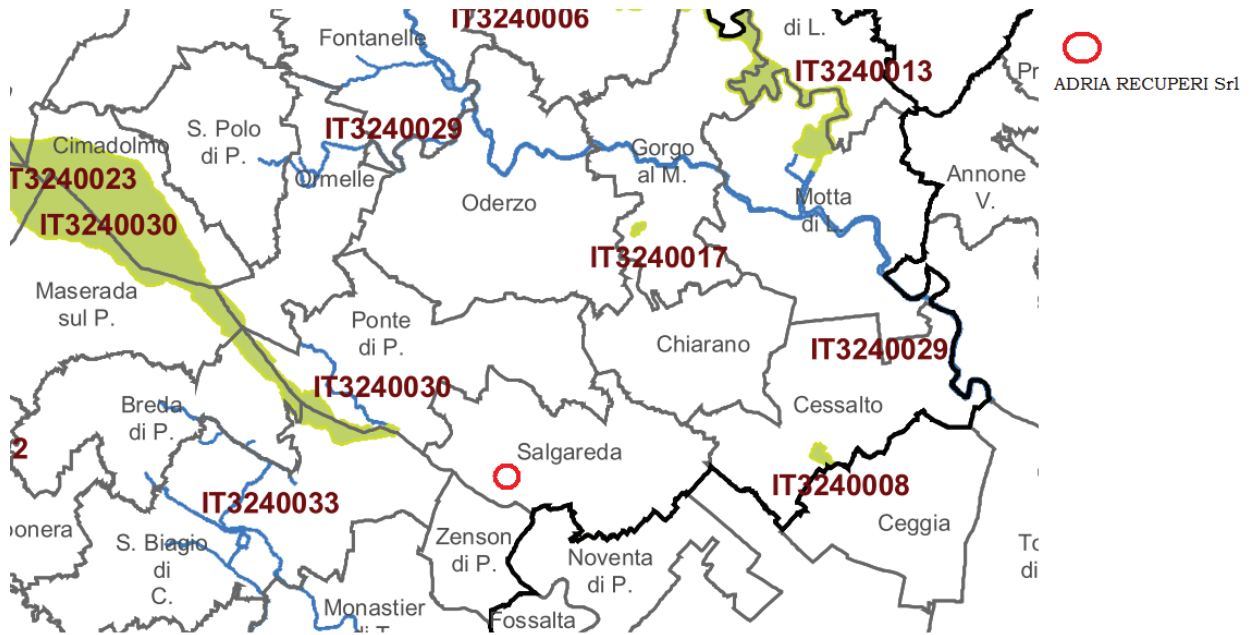 IT3240006
di L.
Fontanelle
IT3240013
ADRIA RECUPERI Srl
S. Polo
di P.
IT3240029
Cimadolmo
Gorgo
al M.
Ormelle
IT3240023
Annone
V.
Motta
di L.
Oderzo
IT3240030
IT3240017
Maserada
sul P.
Ponte
di P.
Chiarano
IT3240029
IT3240030
Breda
di P.
Cessalto
Salgareda
IT3240008
IT3240033
Ceggia
Zenson
di P.
S. Biagio
di
C.
Noventa
di P.
Monastier
Fossalta